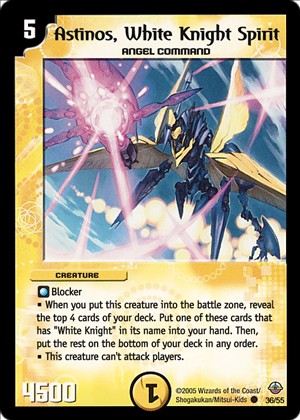 5
Astinos, White Knight Spirit
ANGEL COMMAND
CREATURE
Blocker
▪ When you put this creature into the battle zone, reveal
the top 4 cards of your deck. Put one of these cards that
has "White Knight" in its name into your hand. Then,
put the rest on the bottom of your deck in any order.
▪ This creature can't attack players.
4500
1
©2005 Wizards of the Coast/
Shogakukan/Mitsui-Kids
36/55